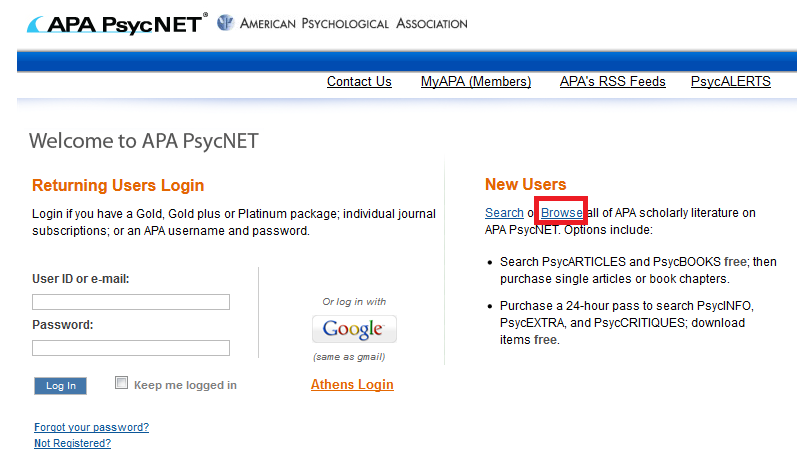 APA PsycNET® AMERICAN PSYCHOLOGICAL ASSOCIATION
Contact Us MyAPA (Members) APA's RSS Feeds PsycALERTS
Welcome to APA PsycNET
Returning Users Login
Login if you have a Gold, Gold plus or Platinum package; individual journal
subscriptions; or an APA username and password.
User ID or e-mail:
Password:
Log In
Keep me logged in
Forgot your password?
Not Registered?
Or log in with
Google™
(same as gmail)
Athens Login
New Users
Search or Browse all of APA scholarly literature on
APA PsycNET. Options include:
• Search PsycARTICLES and PsycBOOKS free; then
purchase single articles or book chapters.
• Purchase a 24-hour pass to search PsycINFO,
PsycEXTRA, and PsycCRITIQUES; download
items free.